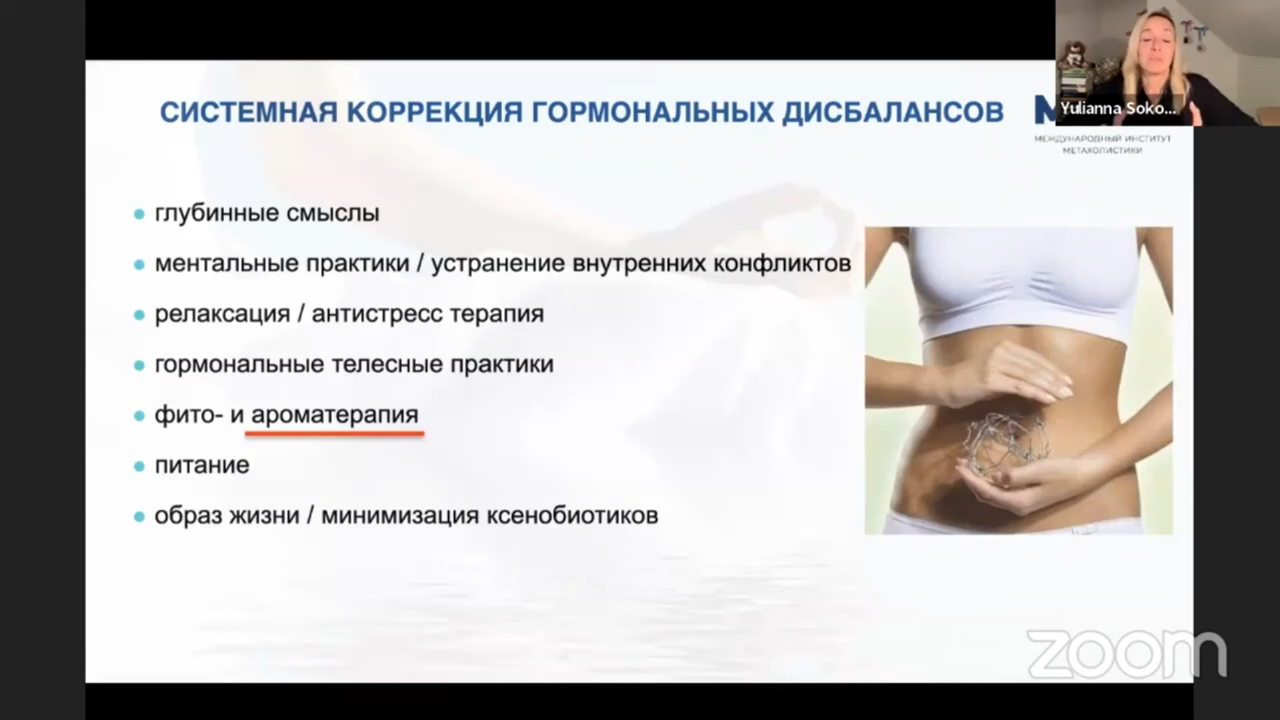 СИСТЕМНАЯ КОРРЕКЦИЯ ГОРМОНАЛЬНЫХ ДИСБАЛАНСОВ
Yulianna Soko...
МЕЖДУНАРОДНЫЙ ИНСТИТУТ
МЕТАХОЛИСТИКИ
глубинные смыслы
ментальные практики / устранение внутренних конфликтов
релаксация / антистресс терапия
гормональные телесные практики
фито- и ароматерапия
питание
образ жизни / минимизация ксенобиотиков
zoom